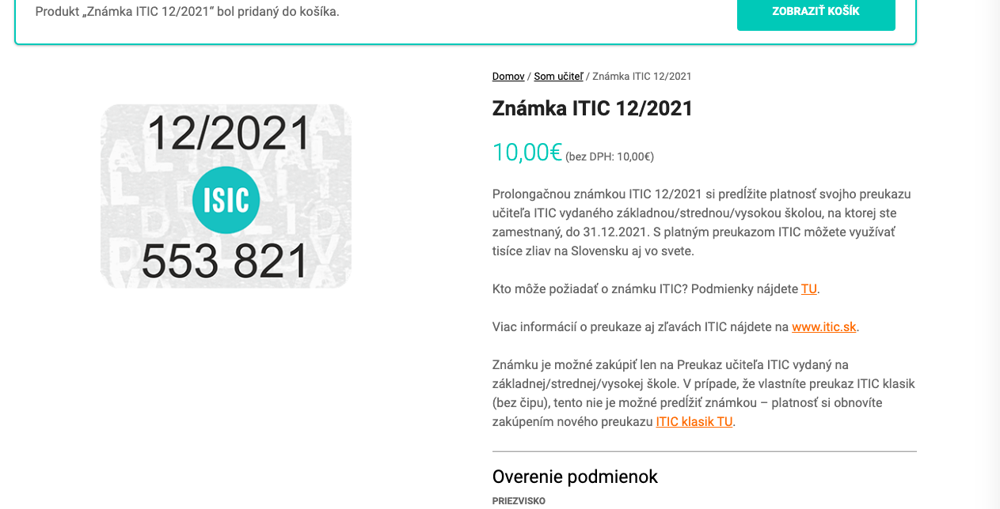 Produkt „Známka ITIC 12/2021“ bol pridaný do košíka.
ZOBRAZIŤ KOŠÍK
12/2021
ISIC
553 821
Domov / Som učiteľ / Známka ITIC 12/2021
Známka ITIC 12/2021
10,00€ (bez DPH: 10,00€)
Prolongačnou známkou ITIC 12/2021 si predĺžite platnosť svojho preukazu
učiteľa ITIC vydaného základnou/strednou/vysokou školou, na ktorej ste
zamestnaný, do 31.12.2021. S platným preukazom ITIC môžete využívať
tisíce zliav na Slovensku aj vo svete.
Kto môže požiadať o známku ITIC? Podmienky nájdete TU.
Viac informácií o preukaze aj zľavách ITIC nájdete na www.itic.sk.
Známku je možné zakúpiť len na Preukaz učiteľa ITIC vydaný na
základnej/strednej/vysokej škole. V prípade, že vlastníte preukaz ITIC klasik
(bez čipu), tento nie je možné predĺžiť známkou – platnosť si obnovíte
zakúpením nového preukazu ITIC klasik TU.
Overenie podmienok
PRIEZVISKO